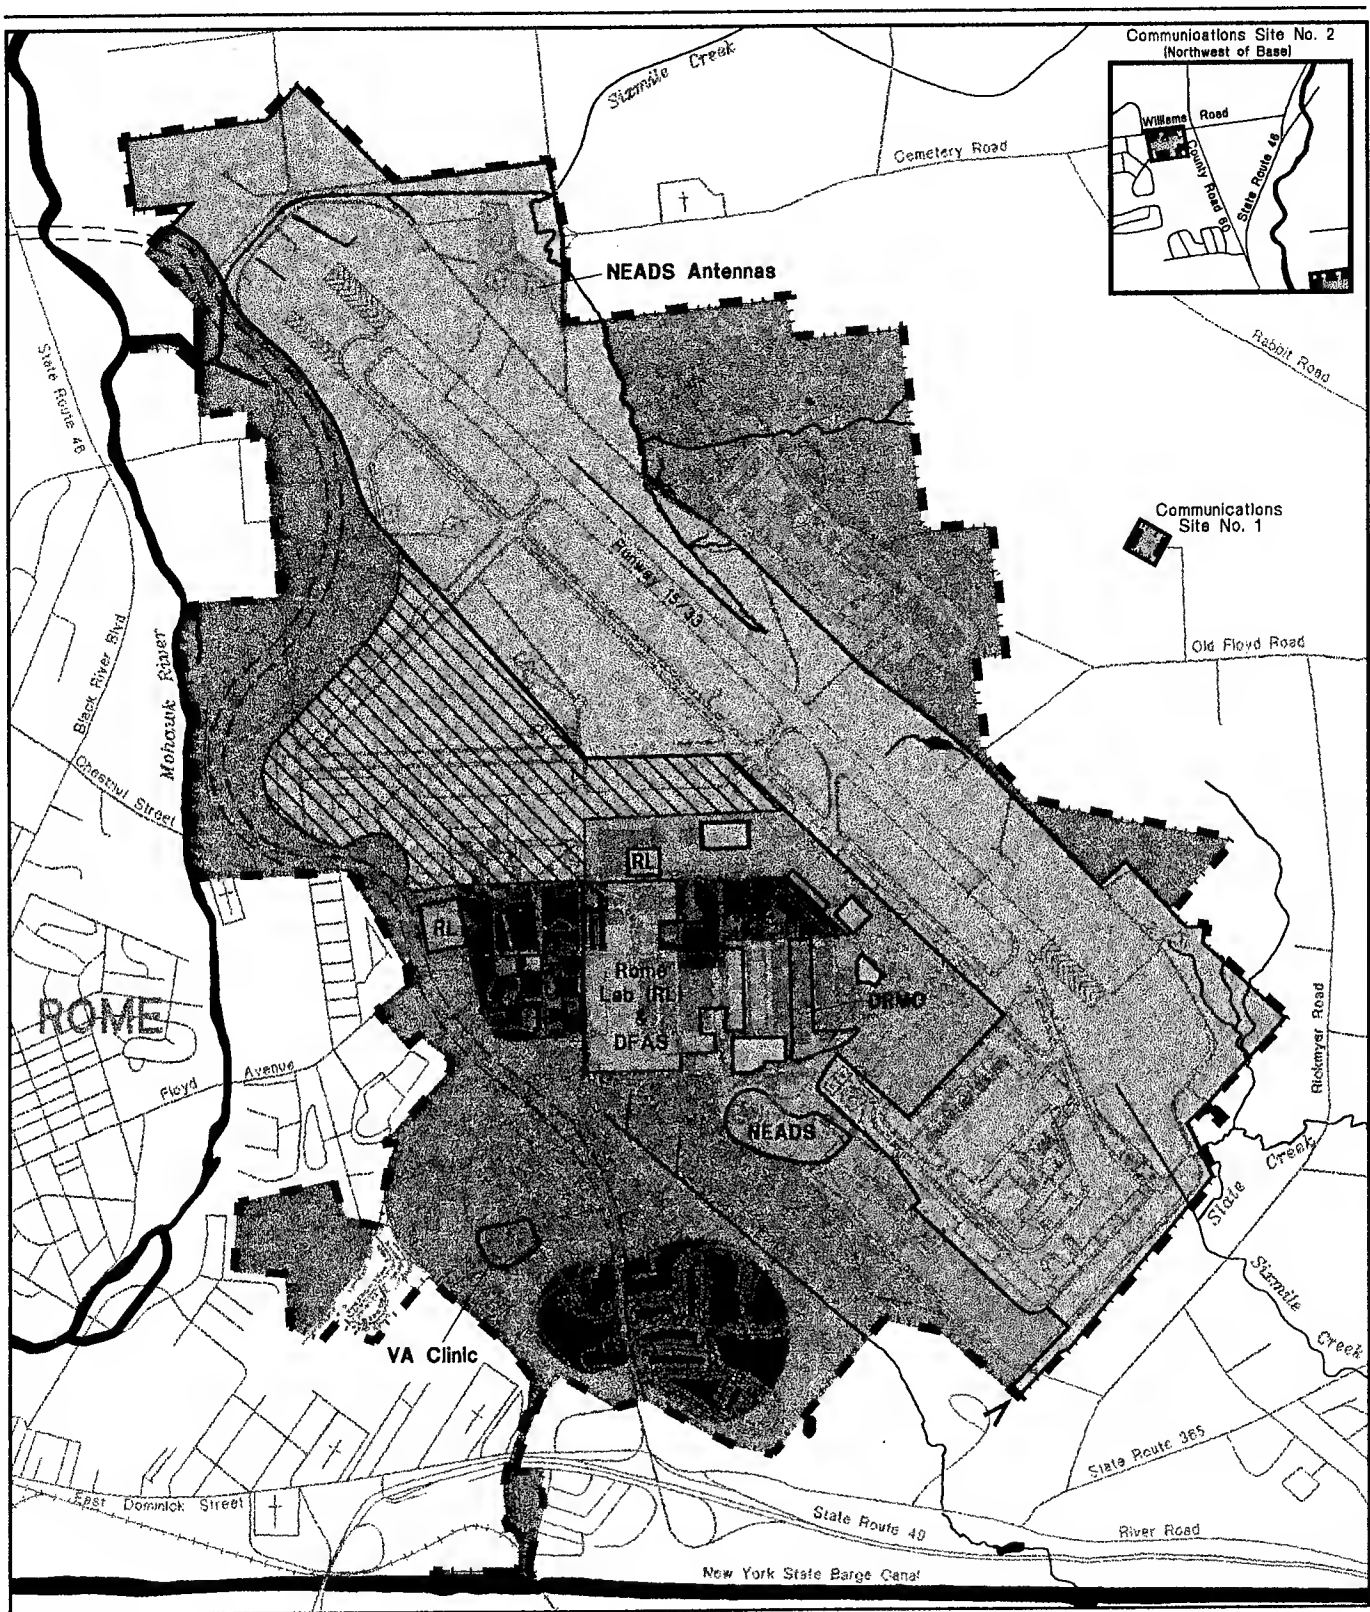 Communications Site No. 2
(Northwest of Base)
Williams Road
County Road 60
State Route 46
Sixmile Creek
Cemetery Road
NEADS Antennas
Rabbit Road
State Route 46
Communications
Site No. 1
Runway 15/33
Old Floyd Road
Black River Blvd
Mohawk River
Chestnut Street
RL
RL
Rome
Lab (RL)
&
DFAS
DRMO
ROME
Floyd Avenue
Rickmyer Road
NEADS
Slate Creek
Sixmile Creek
VA Clinic
State Route 365
East Dominick Street
State Route 49
River Road
New York State Barge Canal